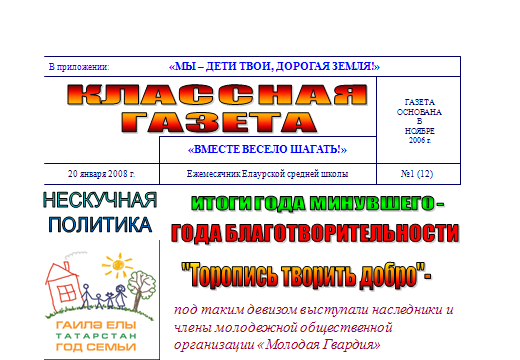 В приложении: «МЫ – ДЕТИ ТВОИ, ДОРОГАЯ ЗЕМЛЯ!»
КЛАССНАЯ
ГАЗЕТА
ГАЗЕТА
ОСНОВАНА
В
НОЯБРЕ
2006 г.
«ВМЕСТЕ ВЕСЕЛО ШАГАТЬ!»
20 января 2008 г. Ежемесячник Елаурской средней школы №1 (12)
НЕСКУЧНАЯ
ПОЛИТИКА
ГАИЛӘ ЕЛЫ
ТАТАРСТАН
ГОД СЕМЬИ
ИТОГИ ГОДА МИНУВШЕГО -
ГОДА БЛАГОТВОРИТЕЛЬНОСТИ
"Торопись творить добро"-
под таким девизом выступали наследники и
члены молодежной общественной
организации «Молодая Гвардия»